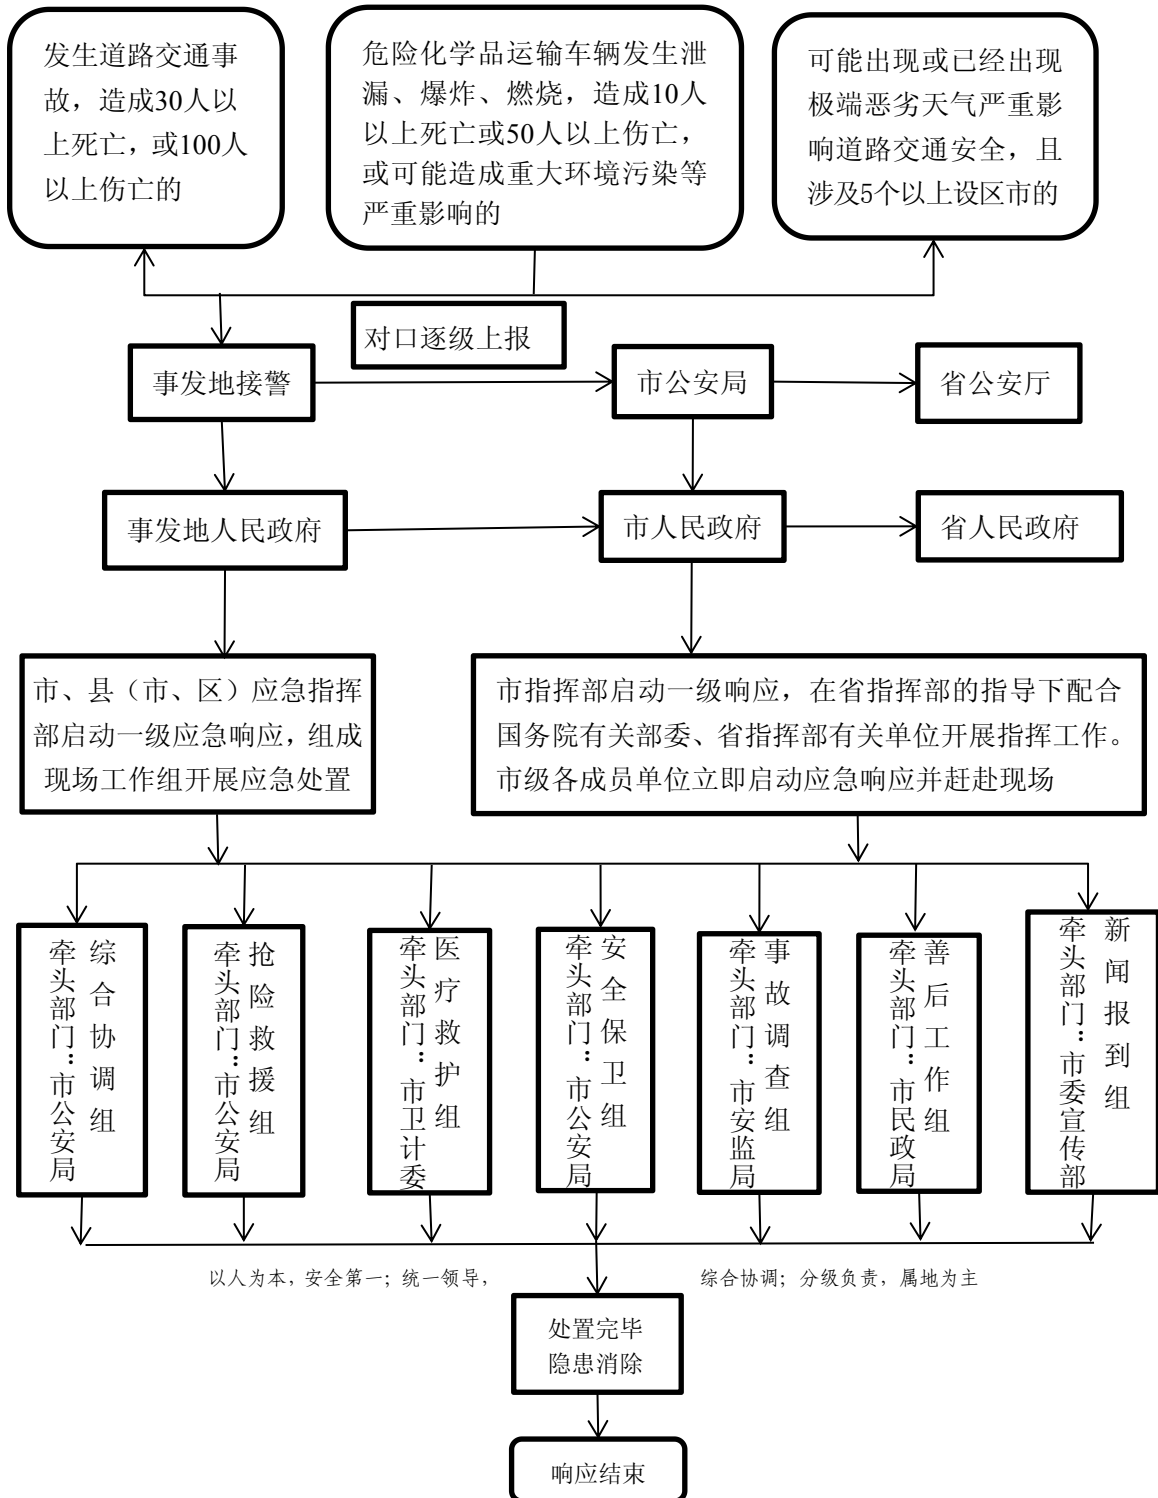 发生道路交通事
故，造成30人以
上死亡，或100人
以上伤亡的
危险化学品运输车辆发生泄
漏、爆炸、燃烧，造成10人
以上死亡或50人以上伤亡，
或可能造成重大环境污染等
严重影响的
可能出现或已经出现
极端恶劣天气严重影
响道路交通安全，且
涉及5个以上设区市的
对口逐级上报
事发地接警
市公安局
省公安厅
事发地人民政府
市人民政府
省人民政府
市、县（市、区）应急指挥
部启动一级应急响应，组成
现场工作组开展应急处置
市指挥部启动一级响应，在省指挥部的指导下配合
国务院有关部委、省指挥部有关单位开展指挥工作。
市级各成员单位立即启动应急响应并赶赴现场
综合协调组
牵头部门：市公安局
抢险救援组
牵头部门：市公安局
医疗救护组
牵头部门：市卫计委
安全保卫组
牵头部门：市公安局
事故调查组
牵头部门：市安监局
善后工作组
牵头部门：市民政局
新闻报到组
牵头部门：市委宣传部
以人为本，安全第一；统一领导，
综合协调；分级负责，属地为主
处置完毕
隐患消除
响应结束